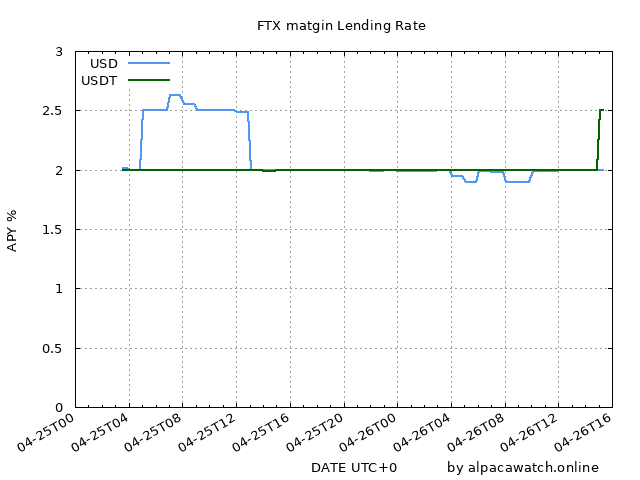 FTX matgin Lending Rate
3
USD
USDT
2.5
2
1.5
APY %
1
0.5
0
04-25T00
04-25T04
04-25T08
04-25T12
04-25T16
04-25T20
04-26T00
04-26T04
04-26T08
04-26T12
04-26T16
DATE UTC+0
by alpacawatch.online